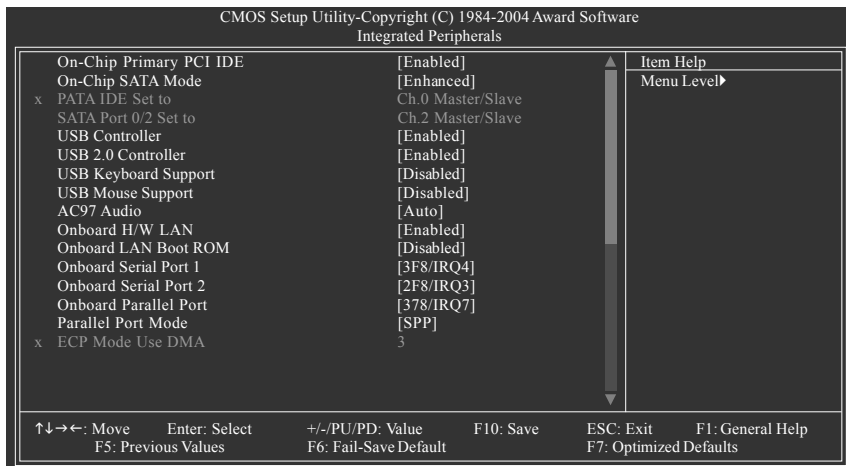 CMOS Setup Utility-Copyright (C) 1984-2004 Award Software
Integrated Peripherals
On-Chip Primary PCI IDE [Enabled]
On-Chip SATA Mode [Enhanced]
x PATA IDE Set to Ch.0 Master/Slave
SATA Port 0/2 Set to Ch.2 Master/Slave
USB Controller [Enabled]
USB 2.0 Controller [Enabled]
USB Keyboard Support [Disabled]
USB Mouse Support [Disabled]
AC97 Audio [Auto]
Onboard H/W LAN [Enabled]
Onboard LAN Boot ROM [Disabled]
Onboard Serial Port 1 [3F8/IRQ4]
Onboard Serial Port 2 [2F8/IRQ3]
Onboard Parallel Port [378/IRQ7]
Parallel Port Mode [SPP]
x ECP Mode Use DMA 3
Item Help
Menu Level▶
↑↓→←: Move Enter: Select +/-/PU/PD: Value F10: Save ESC: Exit F1: General Help
F5: Previous Values F6: Fail-Save Default F7: Optimized Defaults